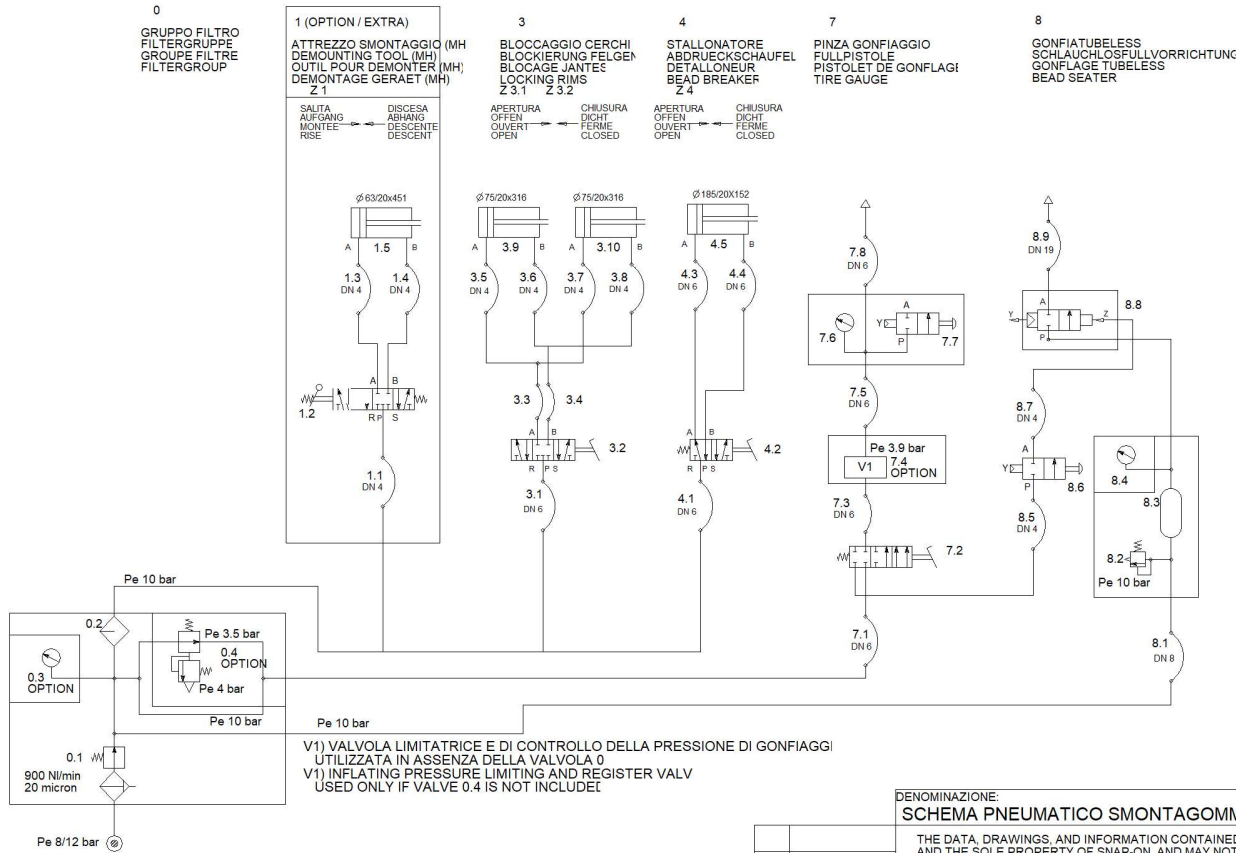 0
GRUPPO FILTRO
FILTERGRUPPE
GROUPE FILTRE
FILTERGROUP
1 (OPTION / EXTRA)
ATTREZZO SMONTAGGIO (MH
DEMOUNTING TOOL (MH)
OUTIL POUR DEMONTER (MH)
DEMONTAGE GERAET (MH)
Z 1
SALITA
AUFGANG
MONTEE
RISE
DISCESA
ABHANG
DESCENTE
DESCENT
3
BLOCCAGGIO CERCHI
BLOCKIERUNG FELGEN
BLOCAGE JANTES
LOCKING RIMS
Z 3.1 Z 3.2
APERTURA
OFFEN
OUVERT
OPEN
CHIUSURA
DICHT
FERME
CLOSED
4
STALLONATORE
ABDRUECKSCHAUFEL
DETALLONEUR
BEAD BREAKER
Z 4
APERTURA
OFFEN
OUVERT
OPEN
CHIUSURA
DICHT
FERME
CLOSED
7
PINZA GONFIAGGIO
FULLPISTOLE
PISTOLET DE GONFLAGE
TIRE GAUGE
8
GONFIATUBELESS
SCHLAUCHLOSFULLVORRICHTUNG
GONFLAGE TUBELESS
BEAD SEATER
Ø63/20x451
A 1.5 B
1.3
DN 4
1.4
DN 4
A B
1.2
R P S
1.1
DN 4
Ø75/20x316
Ø75/20x316
A 3.9 B
A 3.10 B
3.5
DN 4
3.6
DN 4
3.7
DN 4
3.8
DN 4
3.3 3.4
A B
3.2
R P S
3.1
DN 6
Ø185/20X152
A 4.5 B
4.3
DN 6
4.4
DN 6
A B
4.2
R P S
4.1
DN 6
7.8
DN 6
A
Y
P
7.6
7.7
7.5
DN 6
Pe 3.9 bar
V1
7.4
OPTION
7.3
DN 6
7.2
7.1
DN 6
8.9
DN 19
8.8
A
Y
Z
P
8.7
DN 4
A
Y
P
8.6
8.5
DN 4
8.4
8.3
8.2
Pe 10 bar
8.1
DN 8
Pe 10 bar
0.2
0.3
OPTION
Pe 3.5 bar
0.4
OPTION
Pe 4 bar
Pe 10 bar
Pe 10 bar
0.1
900 Nl/min
20 micron
Pe 8/12 bar
V1) VALVOLA LIMITATRICE E DI CONTROLLO DELLA PRESSIONE DI GONFIAGGI
UTILIZZATA IN ASSENZA DELLA VALVOLA 0
V1) INFLATING PRESSURE LIMITING AND REGISTER VALV
USED ONLY IF VALVE 0.4 IS NOT INCLUDED
DENOMINAZIONE:
SCHEMA PNEUMATICO SMONTAGOMM
THE DATA, DRAWINGS, AND INFORMATION CONTAINED
AND THE SOLE PROPERTY OF SNAP-ON, AND MAY NOT